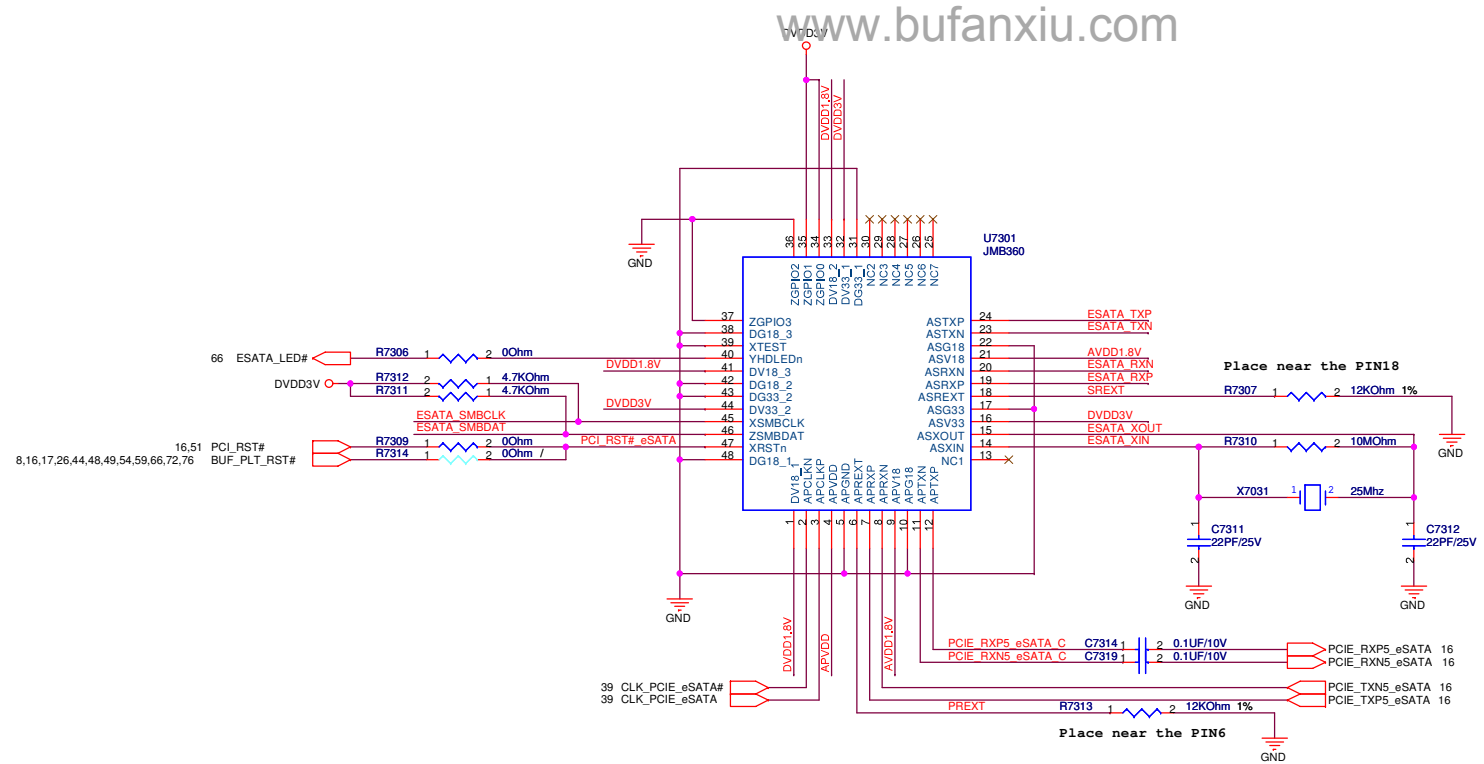 www.bufanxiu.com
DVDD3V
DVDD1.8V
DVDD3V
U7301
JMB360
GND
36
35
34
33
32
31
30
29
28
27
26
25
ZGPIO2
ZGPIO1
ZGPIO0
DV18_2
DV33_1
DG33_1
NC2
NC3
NC4
NC5
NC6
NC7
37 ZGPIO3
38 DG18_3
39 XTEST
40 YHDLEDn
41 DV18_3
42 DG18_2
43 DG33_2
44 DV33_2
45 XSMBCLK
46 ZSMBDAT
47 XRSTn
48 DG18_1
ASTXP 24 ESATA_TXP
ASTXN 23 ESATA_TXN
ASG18 22
ASV18 21 AVDD1.8V
ASRXN 20 ESATA_RXN
ASRXP 19 ESATA_RXP
ASREXT 18 SREXT
ASG33 17
ASV33 16 DVDD3V
ASXOUT 15 ESATA_XOUT
ASXIN 14 ESATA_XIN
NC1 13
66 ESATA_LED# R7306 1 2 0Ohm
DVDD1.8V
DVDD3V R7312 2 1 4.7KOhm
R7311 2 1 4.7KOhm
DVDD3V
ESATA_SMBCLK
ESATA_SMBDAT
16,51 PCI_RST# R7309 1 2 0Ohm PCI_RST#_eSATA
8,16,17,26,44,48,49,54,59,66,72,76 BUF_PLT_RST# R7314 1 2 0Ohm /
Place near the PIN18
R7307 1 2 12KOhm 1%
GND
R7310 1 2 10MOhm
X7031 1 2 25Mhz
1 C7311
22PF/25V
2
GND
1 C7312
22PF/25V
2
GND
DV18_1
APCLKN
APCLKP
APVDD
APGND
APREXT
APRXP
APRXN
APV18
APG18
APTXN
APTXP
1
2
3
4
5
6
7
8
9
10
11
12
GND
DVDD1.8V
APVDD
AVDD1.8V
PCIE_RXP5_eSATA_C C7314 1 2 0.1UF/10V PCIE_RXP5_eSATA 16
PCIE_RXN5_eSATA_C C7319 1 2 0.1UF/10V PCIE_RXN5_eSATA 16
39 CLK_PCIE_eSATA# PCIE_TXN5_eSATA 16
39 CLK_PCIE_eSATA PCIE_TXP5_eSATA 16
PREXT R7313 1 2 12KOhm 1%
Place near the PIN6
GND